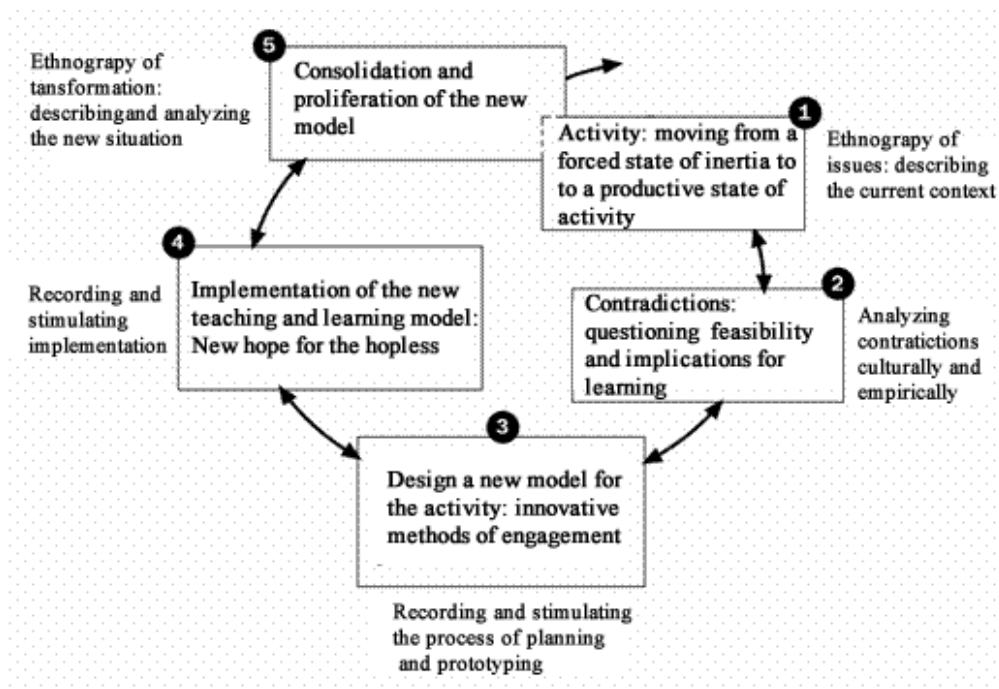 5
Ethnograpy of
tansformation:
describingand analyzing
the new situation
Consolidation and
proliferation of the new
model
1
Activity: moving from a
forced state of inertia to
to a productive state of
activity
Ethnograpy of
issues: describing
the current context
2
Contradictions:
questioning feasibility
and implications for
learning
Analyzing
contratictions
culturally and
empirically
4
Recording and
stimulating
implementation
Implementation of the new
teaching and learning model:
New hope for the hopless
3
Design a new model for
the activity: innovative
methods of engagement
Recording and stimulating
the process of planning
and prototyping